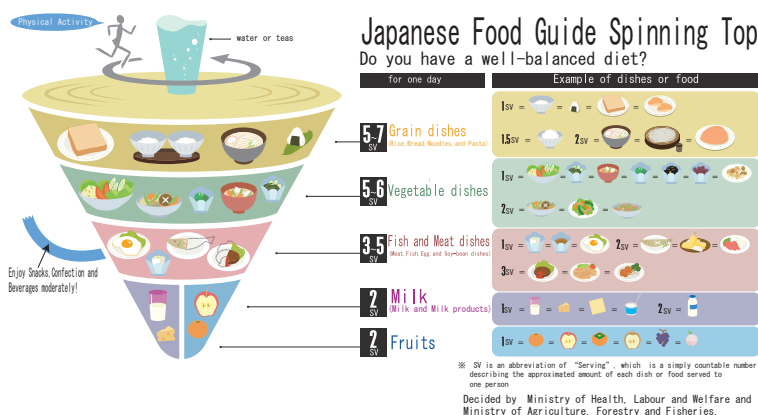 Physical Activity
water or teas
Japanese Food Guide Spinning Top
Do you have a well-balanced diet?
for one day
Example of dishes or food
5~7 SV
Grain dishes
(Rice, Bread, Noodles, and Pasta)
1SV = = = =
1.5SV = 2SV = = =
5~6 SV
Vegetable dishes
1SV = = = = = = =
2SV = = =
3~5 SV
Fish and Meat dishes
(Meat, Fish, Egg and Soy-bean dishes)
1SV = = = 2SV = = =
3SV = = =
Enjoy Snacks, Confection and
Beverages moderately!
2 SV
Milk
(Milk and Milk products)
1SV = = = = 2SV =
2 SV
Fruits
1SV = = = = = =
※ SV is an abbreviation of "Serving", which is a simply countable number
describing the approximated amount of each dish or food served to
one person
Decided by Ministry of Health, Labour and Welfare and
Ministry of Agriculture, Forestry and Fisheries.